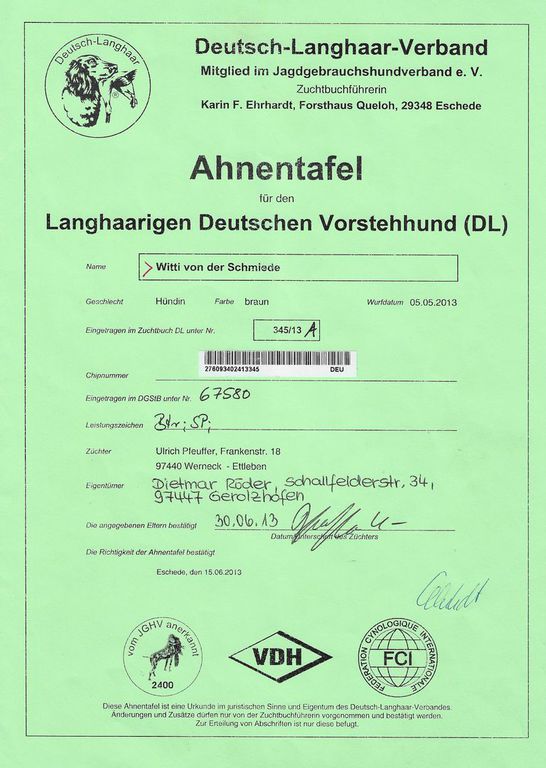 Deutsch-Langhaar
Deutsch-Langhaar-Verband
Mitglied im Jagdgebrauchshundverband e. V.
Zuchtbuchführerin
Karin F. Ehrhardt, Forsthaus Queloh, 29348 Eschede
Ahnentafel
für den
Langhaarigen Deutschen Vorstehhund (DL)
Name Witti von der Schmiede
Geschlecht Hündin Farbe braun Wurfdatum 05.05.2013
Eingetragen im Zuchtbuch DL unter Nr. 345/13 A
276093402413345 DEU
Chipnummer
Eingetragen im DGStB unter Nr. 67580
Leistungszeichen Btr; SP;
Züchter Ulrich Pfeuffer, Frankenstr. 18
97440 Werneck - Ettleben
Eigentümer Dietmar Röder, Schallfelderstr. 34,
97447 Gerolzhofen
Die angegebenen Eltern bestätigt 30.06.13
Datum/Unterschrift des Züchters
Die Richtigkeit der Ahnentafel bestätigt
Eschede, den 15.06.2013
vom JGHV anerkannt
2400
VDH
FEDERATION CYNOLOGIQUE INTERNATIONALE
FCI
Diese Ahnentafel ist eine Urkunde im juristischen Sinne und Eigentum des Deutsch-Langhaar-Verbandes.
Änderungen und Zusätze dürfen nur von der Zuchtbuchführerin vorgenommen und bestätigt werden.
Zur Erteilung von Abschriften ist nur diese befugt.